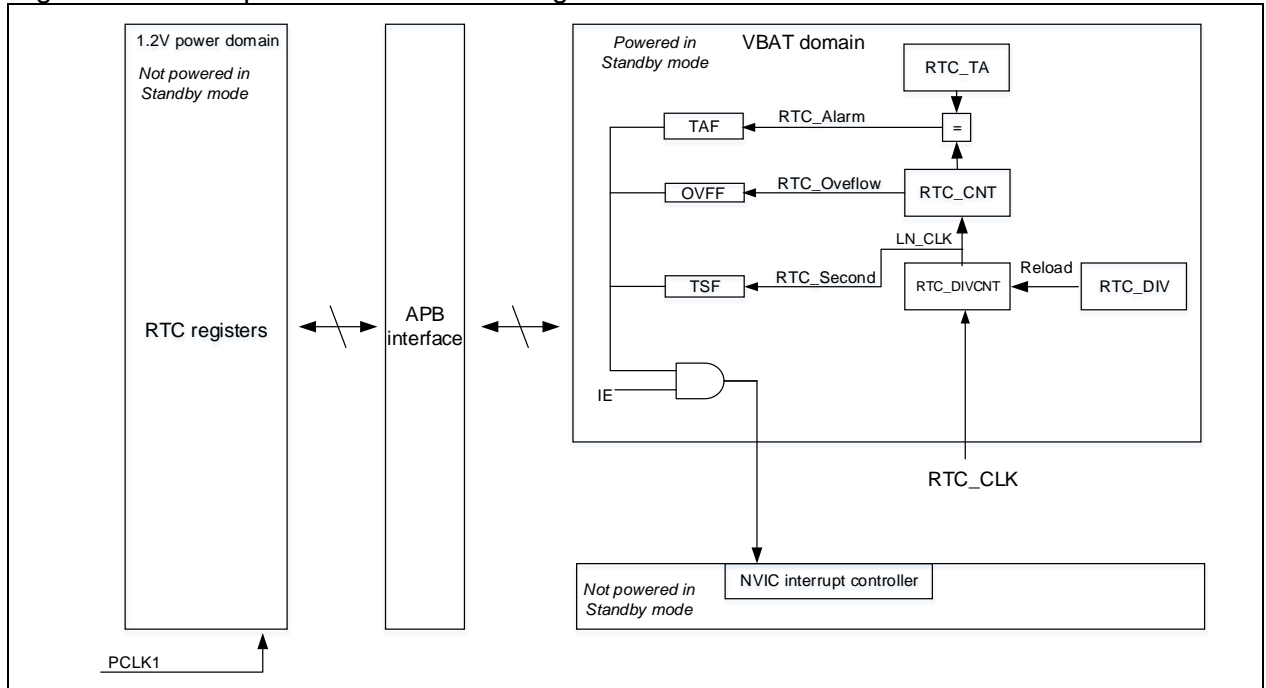 1.2V power domain
Not powered in
Standby mode
RTC registers
PCLK1
APB
interface
Powered in
Standby mode
VBAT domain
RTC_TA
TAF
RTC_Alarm
=
OVFF
RTC_Oveflow
RTC_CNT
LN_CLK
TSF
RTC_Second
RTC_DIVCNT
Reload
RTC_DIV
IE
RTC_CLK
Not powered in
Standby mode
NVIC interrupt controller